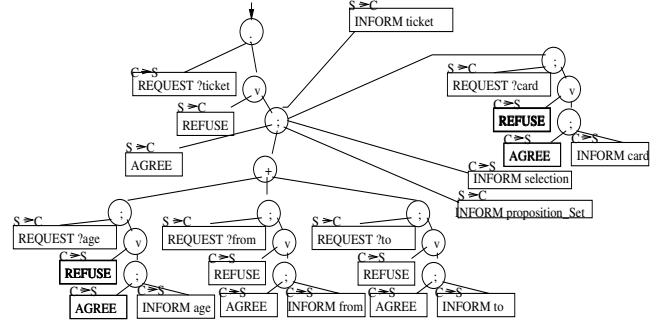 S ➢ C
INFORM ticket
;
C➢S
REQUEST ?ticket
v
S ➢ C
REFUSE
;
S ➢ C
AGREE
+
;
S ➢ C
REQUEST ?card
v
C➢S
REFUSE
;
C➢S
AGREE
C➢S
INFORM card
C➢S
INFORM selection
S ➢ C
INFORM proposition_Set
;
S ➢ C
REQUEST ?age
v
C➢S
REFUSE
;
C➢S
AGREE
C➢S
INFORM age
;
S ➢ C
REQUEST ?from
v
C➢S
REFUSE
;
C➢S
AGREE
C➢S
INFORM from
;
S ➢ C
REQUEST ?to
v
C➢S
REFUSE
;
C➢S
AGREE
C➢S
INFORM to